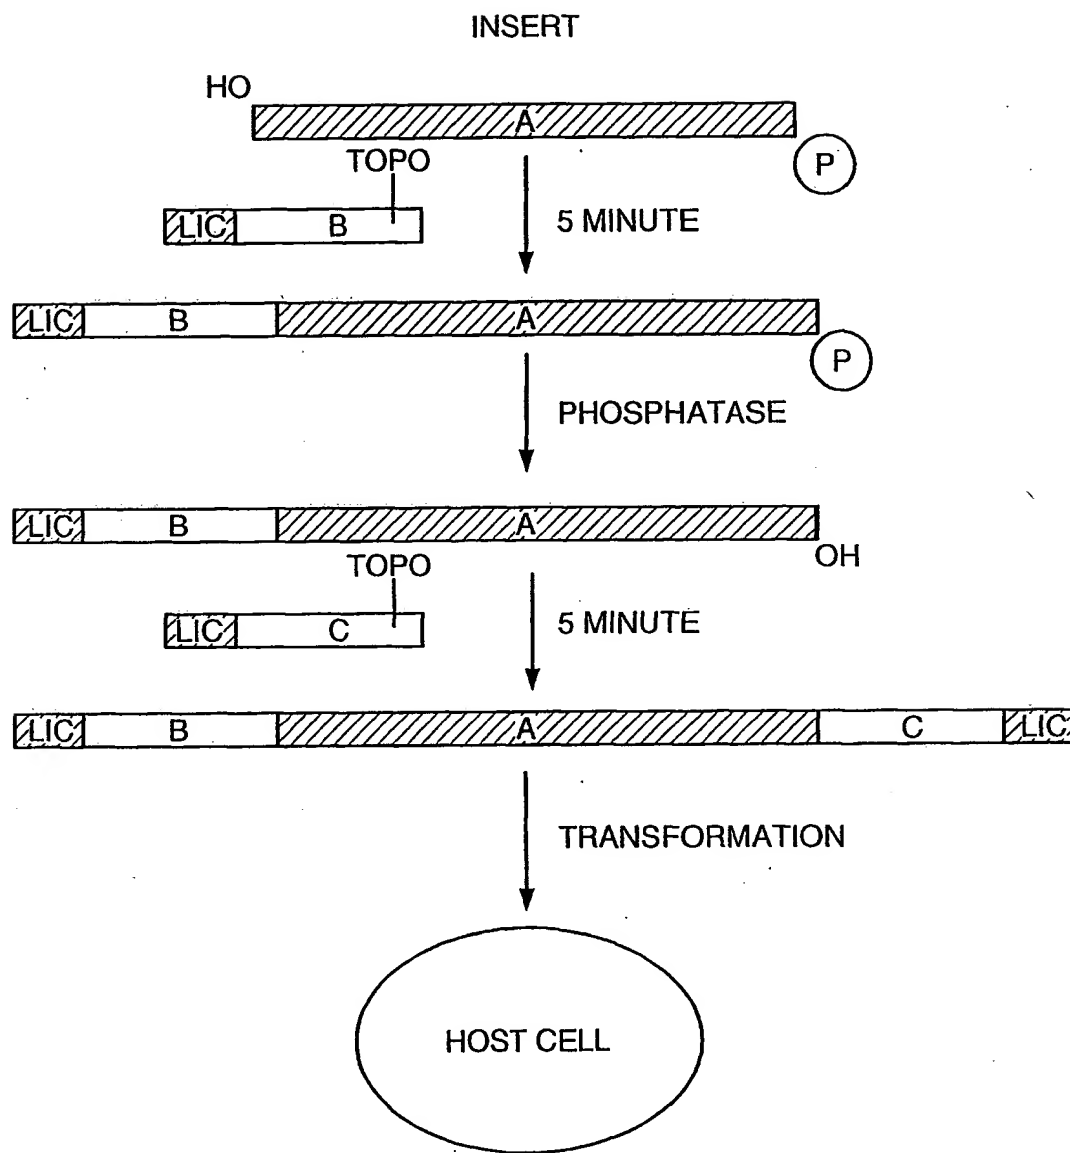 INSERT
HO
A
P
TOPO
LIC B
5 MINUTE
LIC B A
P
PHOSPHATASE
LIC B A
OH
TOPO
LIC C
5 MINUTE
LIC B A C LIC
TRANSFORMATION
HOST CELL